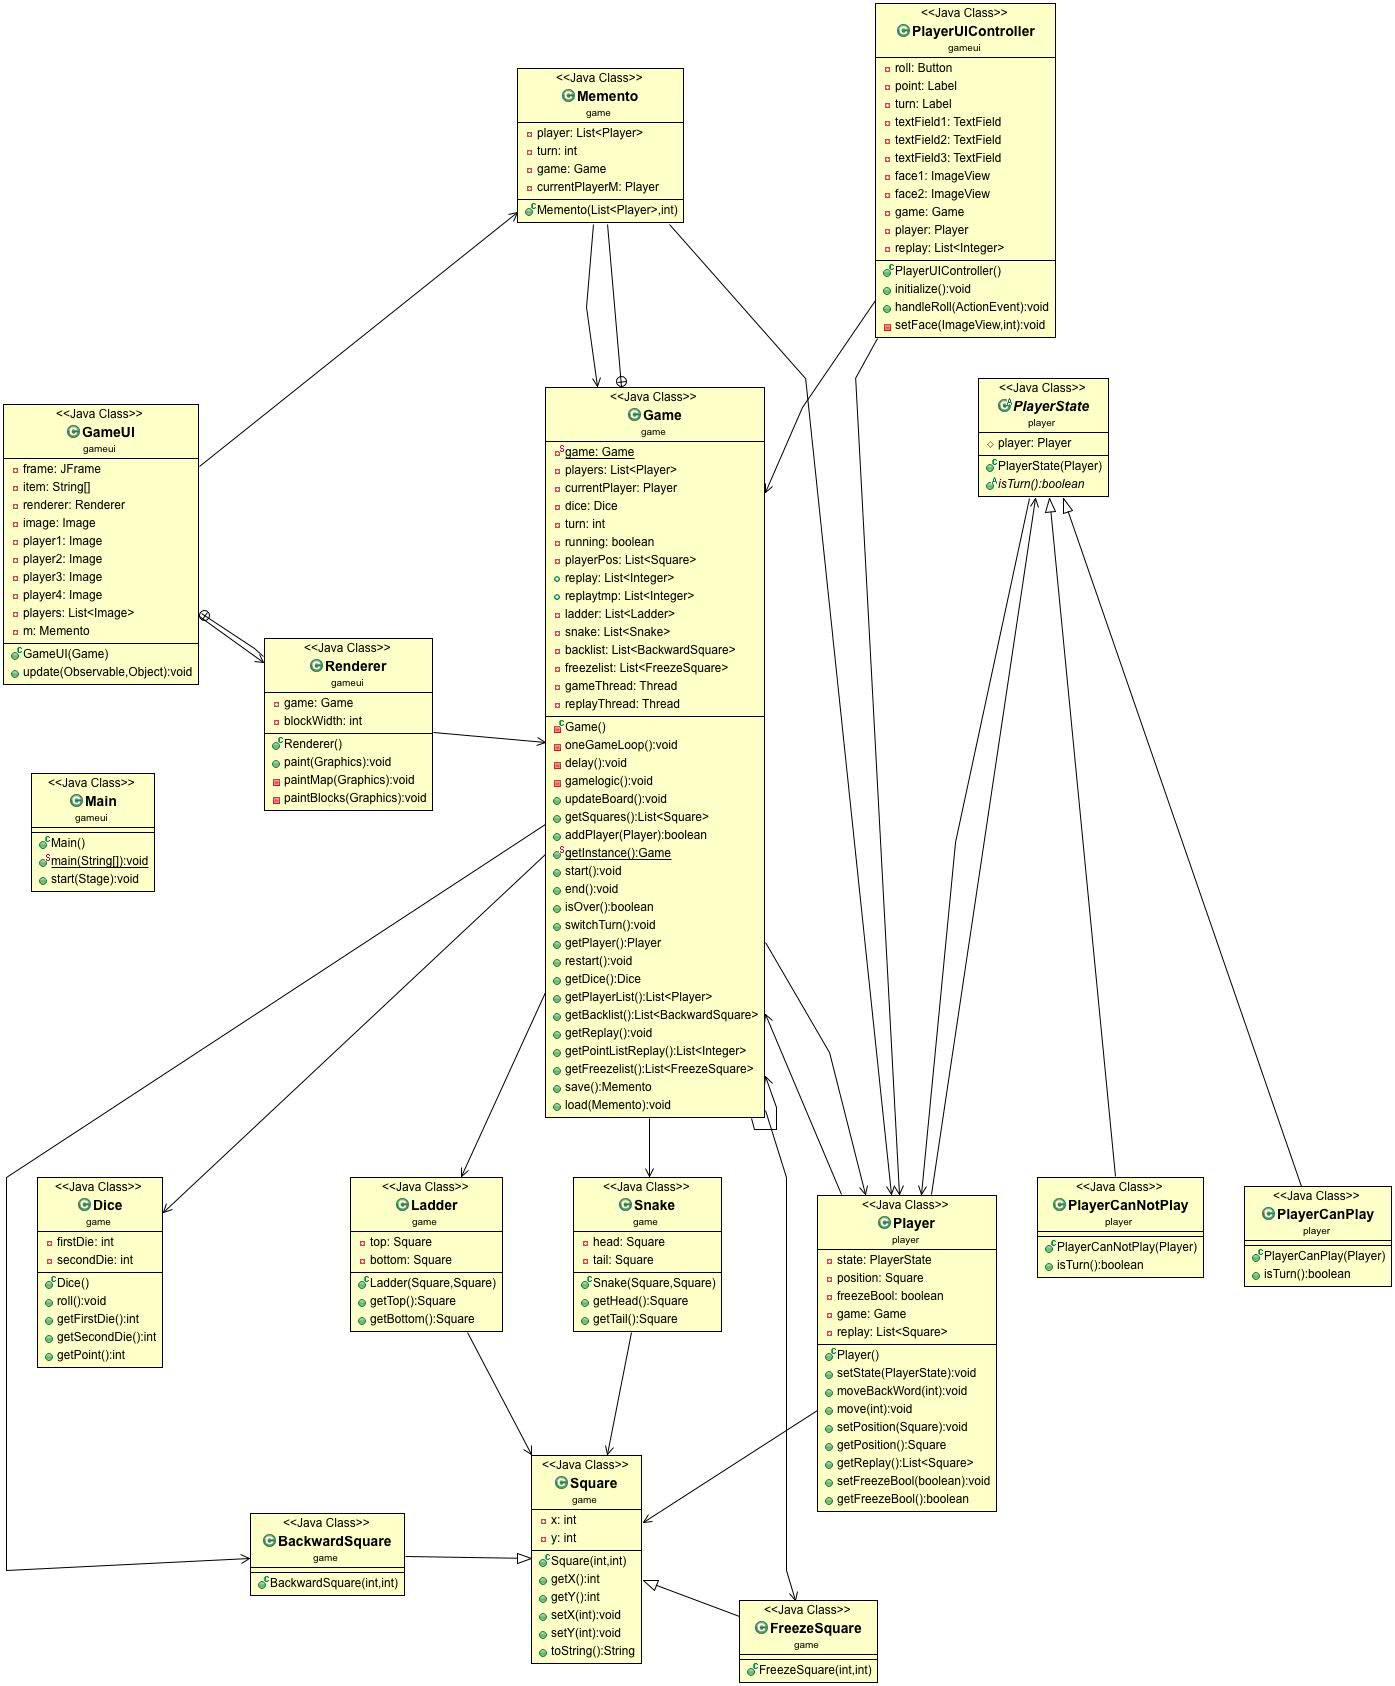 <<Java Class>>
PlayerUIController
gameui
roll: Button
point: Label
turn: Label
textField1: TextField
textField2: TextField
textField3: TextField
face1: ImageView
face2: ImageView
game: Game
player: Player
replay: List<Integer>
PlayerUIController()
initialize():void
handleRoll(ActionEvent):void
setFace(ImageView,int):void
<<Java Class>>
Memento
game
player: List<Player>
turn: int
game: Game
currentPlayerM: Player
Memento(List<Player>,int)
<<Java Class>>
PlayerState
player
player: Player
PlayerState(Player)
isTurn():boolean
<<Java Class>>
GameUI
gameui
frame: JFrame
item: String[]
renderer: Renderer
image: Image
player1: Image
player2: Image
player3: Image
player4: Image
players: List<Image>
m: Memento
GameUI(Game)
update(Observable,Object):void
<<Java Class>>
Game
game
game: Game
players: List<Player>
currentPlayer: Player
dice: Dice
turn: int
running: boolean
playerPos: List<Square>
replay: List<Integer>
replaytmp: List<Integer>
ladder: List<Ladder>
snake: List<Snake>
backlist: List<BackwardSquare>
freezelist: List<FreezeSquare>
gameThread: Thread
replayThread: Thread
Game()
oneGameLoop():void
delay():void
gamelogic():void
updateBoard():void
getSquares():List<Square>
addPlayer(Player):boolean
getInstance():Game
start():void
end():void
isOver():boolean
switchTurn():void
getPlayer():Player
restart():void
getDice():Dice
getPlayerList():List<Player>
getBacklist():List<BackwardSquare>
getReplay():void
getPointListReplay():List<Integer>
getFreezelist():List<FreezeSquare>
save():Memento
load(Memento):void
<<Java Class>>
Renderer
gameui
game: Game
blockWidth: int
Renderer()
paint(Graphics):void
paintMap(Graphics):void
paintBlocks(Graphics):void
<<Java Class>>
Main
gameui
Main()
main(String[]):void
start(Stage):void
<<Java Class>>
Dice
game
firstDie: int
secondDie: int
Dice()
roll():void
getFirstDie():int
getSecondDie():int
getPoint():int
<<Java Class>>
Ladder
game
top: Square
bottom: Square
Ladder(Square,Square)
getTop():Square
getBottom():Square
<<Java Class>>
Snake
game
head: Square
tail: Square
Snake(Square,Square)
getHead():Square
getTail():Square
<<Java Class>>
Player
player
state: PlayerState
position: Square
freezeBool: boolean
game: Game
replay: List<Square>
Player()
setState(PlayerState):void
moveBackWord(int):void
move(int):void
setPosition(Square):void
getPosition():Square
getReplay():List<Square>
setFreezeBool(boolean):void
getFreezeBool():boolean
<<Java Class>>
PlayerCanNotPlay
player
PlayerCanNotPlay(Player)
isTurn():boolean
<<Java Class>>
PlayerCanPlay
player
PlayerCanPlay(Player)
isTurn():boolean
<<Java Class>>
Square
game
x: int
y: int
Square(int,int)
getX():int
getY():int
setX(int):void
setY(int):void
toString():String
<<Java Class>>
BackwardSquare
game
BackwardSquare(int,int)
<<Java Class>>
FreezeSquare
game
FreezeSquare(int,int)